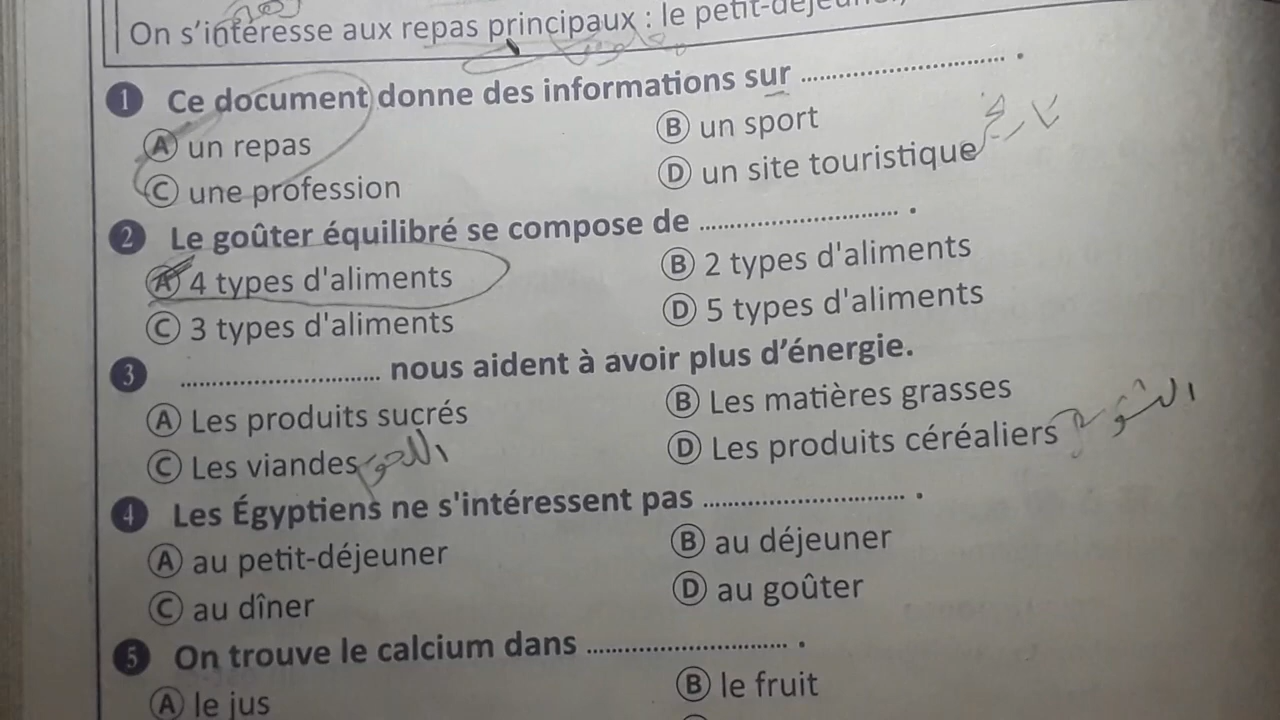 On s'intéresse aux repas principaux : le petit-déjeuner,
1 Ce document donne des informations sur .............................. .
A un repas
B un sport
C une profession
D un site touristique
تاريخ
2 Le goûter équilibré se compose de .............................. .
A 4 types d'aliments
B 2 types d'aliments
C 3 types d'aliments
D 5 types d'aliments
3 .............................. nous aident à avoir plus d’énergie.
A Les produits sucrés
B Les matières grasses
C Les viandes
D Les produits céréaliers
4 Les Égyptiens ne s'intéressent pas .............................. .
A au petit-déjeuner
B au déjeuner
C au dîner
D au goûter
5 On trouve le calcium dans .............................. .
A le jus
B le fruit